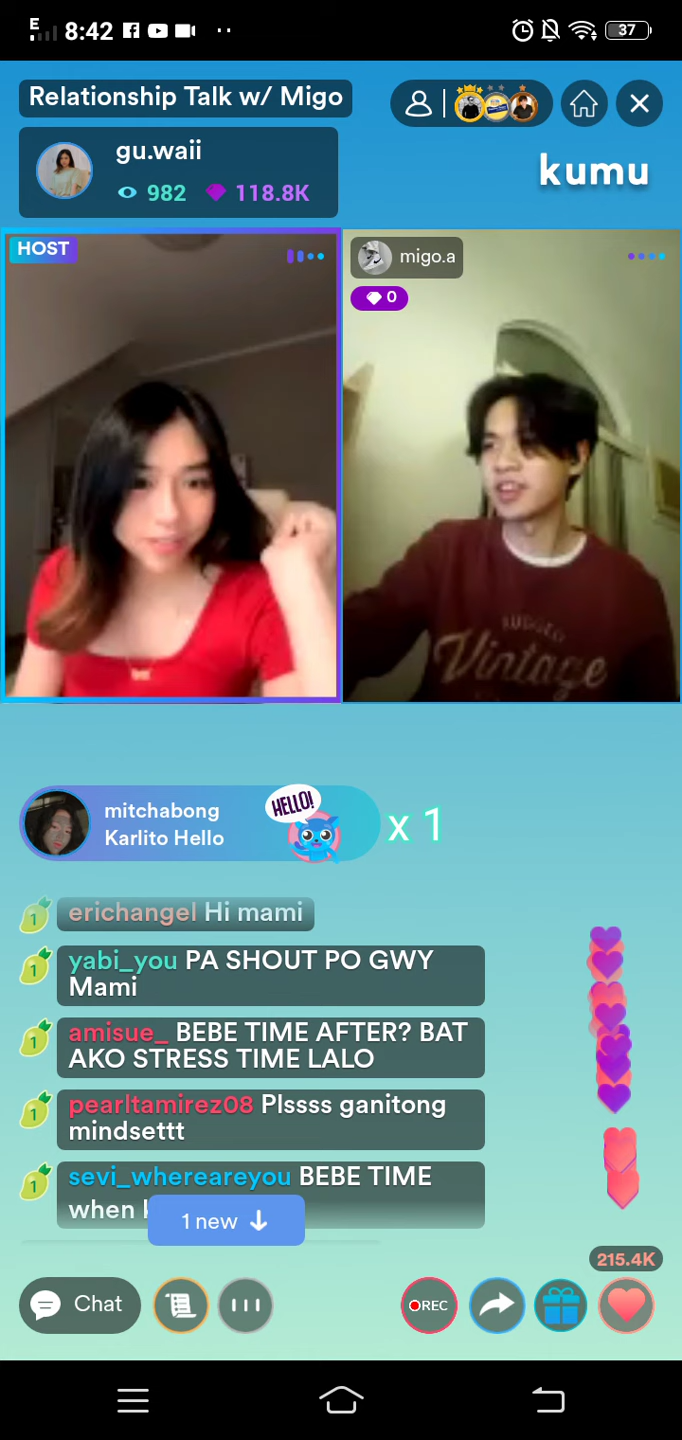 E
8:42
37
Relationship Talk w/ Migo
gu.waii
982 118.8K
kumu
HOST
migo.a
0
Vintage
mitchabong
HELLO!
Karlito Hello
x 1
1 erichangel Hi mami
1 yabi_you PA SHOUT PO GWY
Mami
1 amisue_ BEBE TIME AFTER? BAT
AKO STRESS TIME LALO
1 pearltamirez08 Plssss ganitong
mindsettt
1 sevi_whereareyou BEBE TIME
when
1 new
215.4K
Chat
REC